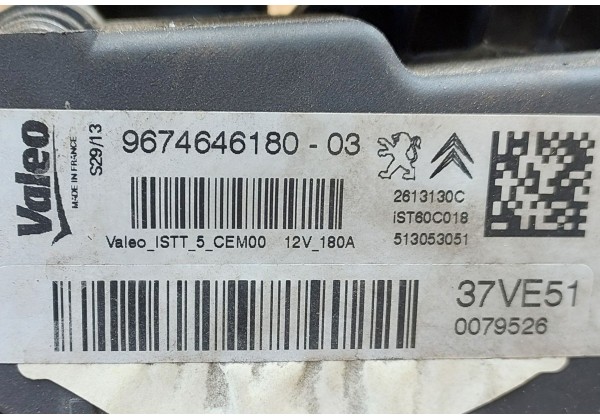 Valeo
MADE IN FRANCE
S29/13
9674646180 - 03
2613130C
iST60C018
513053051
Valeo_ISTT_5_CEM00 12V_180A
37VE51
0079526